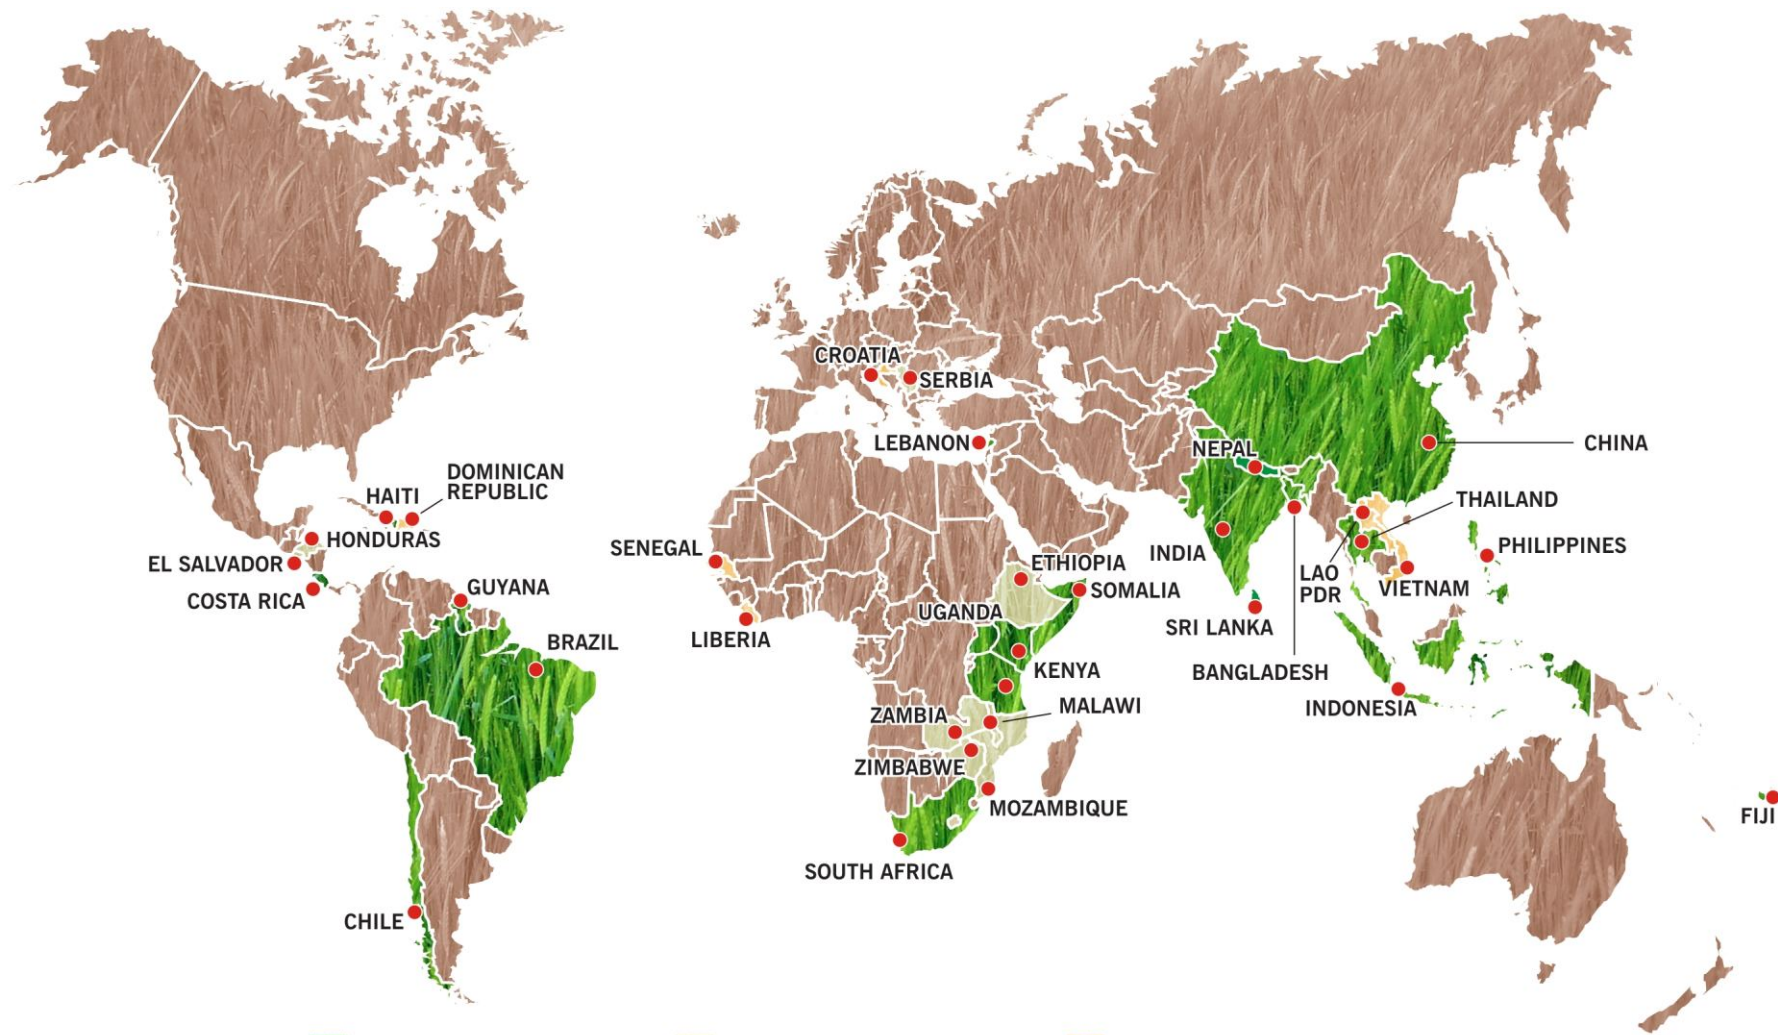 CROATIA
SERBIA
LEBANON
NEPAL
CHINA
DOMINICAN
REPUBLIC
HAITI
THAILAND
HONDURAS
SENEGAL
PHILIPPINES
INDIA
EL SALVADOR
ETHIOPIA
SOMALIA
LAO
PDR
VIETNAM
GUYANA
COSTA RICA
UGANDA
SRI LANKA
LIBERIA
BRAZIL
KENYA
BANGLADESH
MALAWI
INDONESIA
ZAMBIA
ZIMBABWE
MOZAMBIQUE
FIJI
SOUTH AFRICA
CHILE